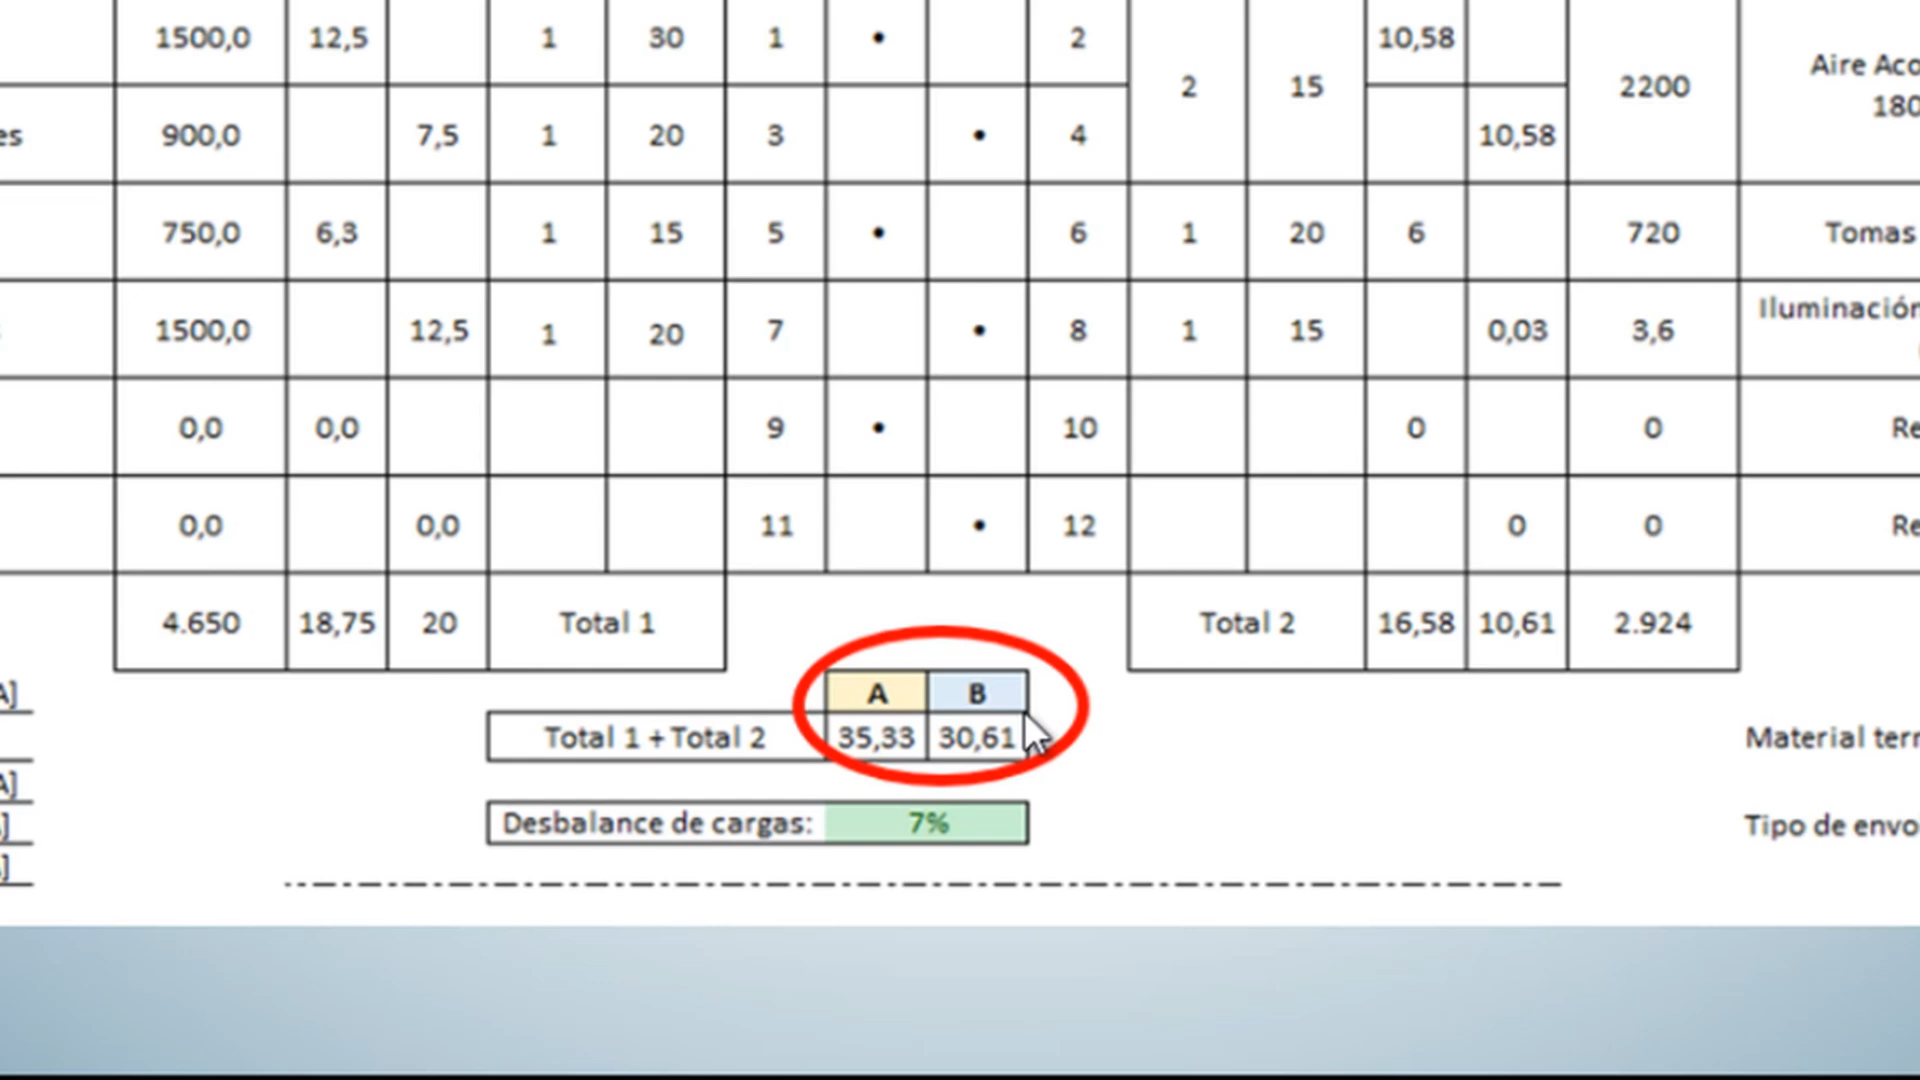 1500,0 12,5 1 30 1 • 2 2 15 10,58 2200 Aire Aco
180
es 900,0 7,5 1 20 3 • 4 10,58
750,0 6,3 1 15 5 • 6 1 20 6 720 Tomas
1500,0 12,5 1 20 7 • 8 1 15 0,03 3,6 Iluminación
0,0 0,0 9 • 10 0 0 Re
0,0 0,0 11 • 12 0 0 Re
4.650 18,75 20 Total 1 Total 2 16,58 10,61 2.924
A] A B
Total 1 + Total 2 35,33 30,61 Material terr
A]
Desbalance de cargas: 7% Tipo de envo